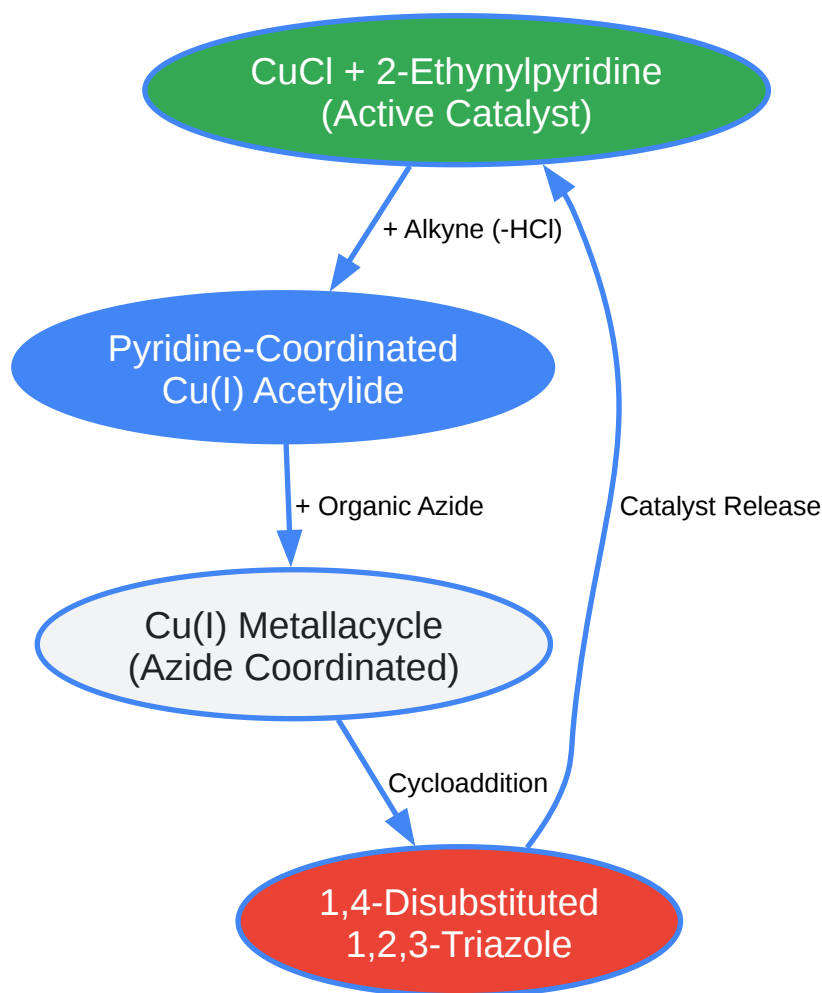 CuCl + 2-Ethynylpyridine
(Active Catalyst)
+ Alkyne (-HCl)
Pyridine-Coordinated
Cu(I) Acetylide
+ Organic Azide
Catalyst Release
Cu(I) Metallacycle
(Azide Coordinated)
Cycloaddition
1,4-Disubstituted
1,2,3-Triazole